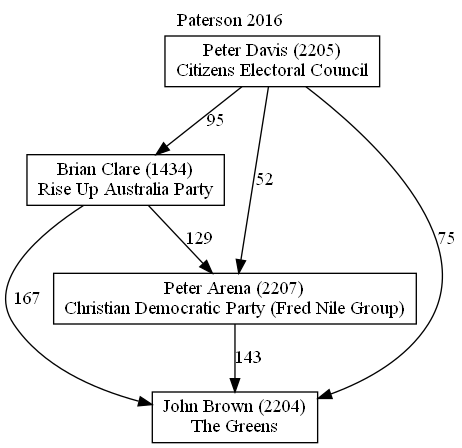 Paterson 2016
Peter Davis (2205)
Citizens Electoral Council
95
Brian Clare (1434)
Rise Up Australia Party
52
129
75
Peter Arena (2207)
Christian Democratic Party (Fred Nile Group)
167
143
John Brown (2204)
The Greens